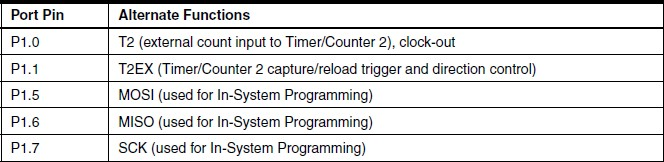 Port Pin Alternate Functions
P1.0 T2 (external count input to Timer/Counter 2), clock-out
P1.1 T2EX (Timer/Counter 2 capture/reload trigger and direction control)
P1.5 MOSI (used for In-System Programming)
P1.6 MISO (used for In-System Programming)
P1.7 SCK (used for In-System Programming)